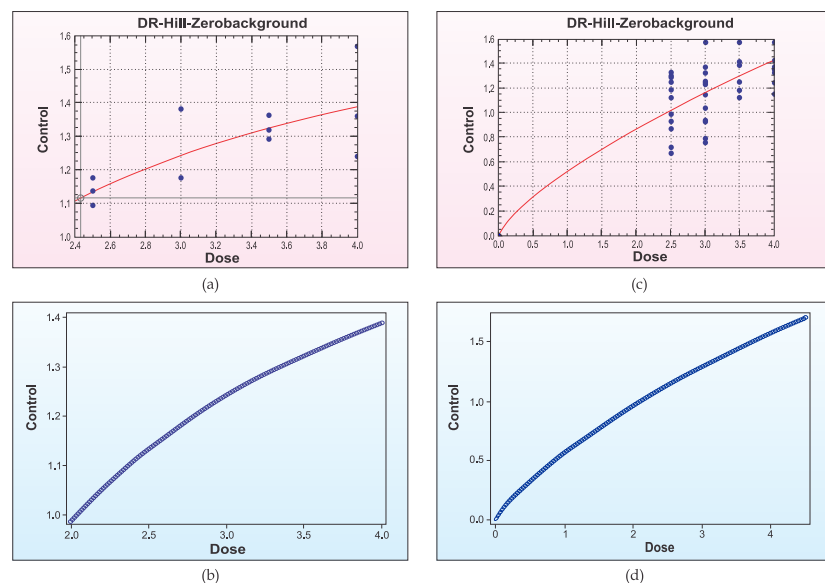 DR-Hill-Zerobackground
1.6
1.5
1.4
1.3
1.2
1.1
1.0
Control
2.4 2.6 2.8 3.0 3.2 3.4 3.6 3.8 4.0
Dose
(a)
DR-Hill-Zerobackground
1.6
1.4
1.2
1.0
0.8
0.6
0.4
0.2
0.0
Control
0.0 0.5 1.0 1.5 2.0 2.5 3.0 3.5 4.0
Dose
(c)
1.4
1.3
1.2
1.1
1.0
Control
2.0 2.5 3.0 3.5 4.0
Dose
(b)
1.5
1.0
0.5
0.0
Control
0 1 2 3 4
Dose
(d)